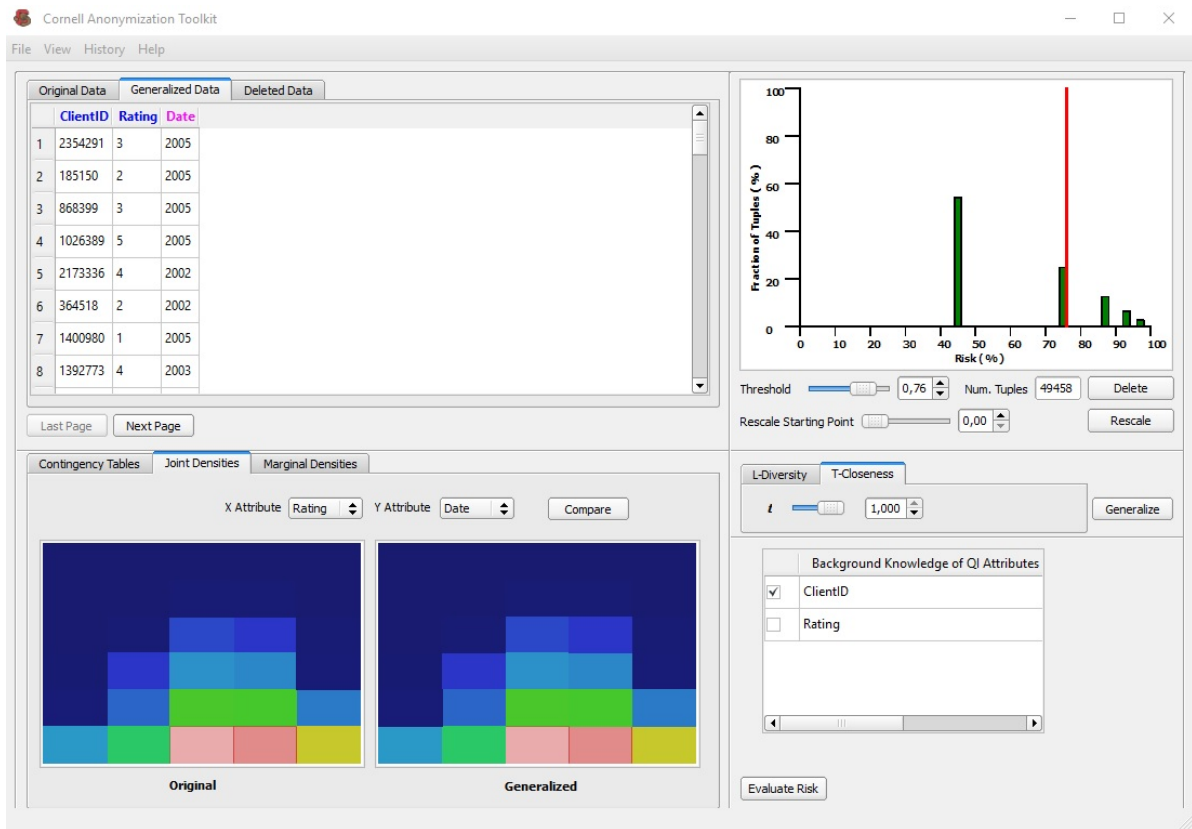 Cornell Anonymization Toolkit
File View History Help
Original Data Generalized Data Deleted Data
ClientID Rating Date
1 2354291 3 2005
2 185150 2 2005
3 868399 3 2005
4 1026389 5 2005
5 2173336 4 2002
6 364518 2 2002
7 1400980 1 2005
8 1392773 4 2003
Last Page Next Page
Contingency Tables Joint Densities Marginal Densities
X Attribute Rating Y Attribute Date Compare
Original Generalized
Fraction of Tuples ( % )
100
80
60
40
20
0
0 10 20 30 40 50 60 70 80 90 100
Risk ( % )
Threshold 0,76 Num. Tuples 49458 Delete
Rescale Starting Point 0,00 Rescale
L-Diversity T-Closeness
t 1,000 Generalize
Background Knowledge of QI Attributes
ClientID
Rating
Evaluate Risk